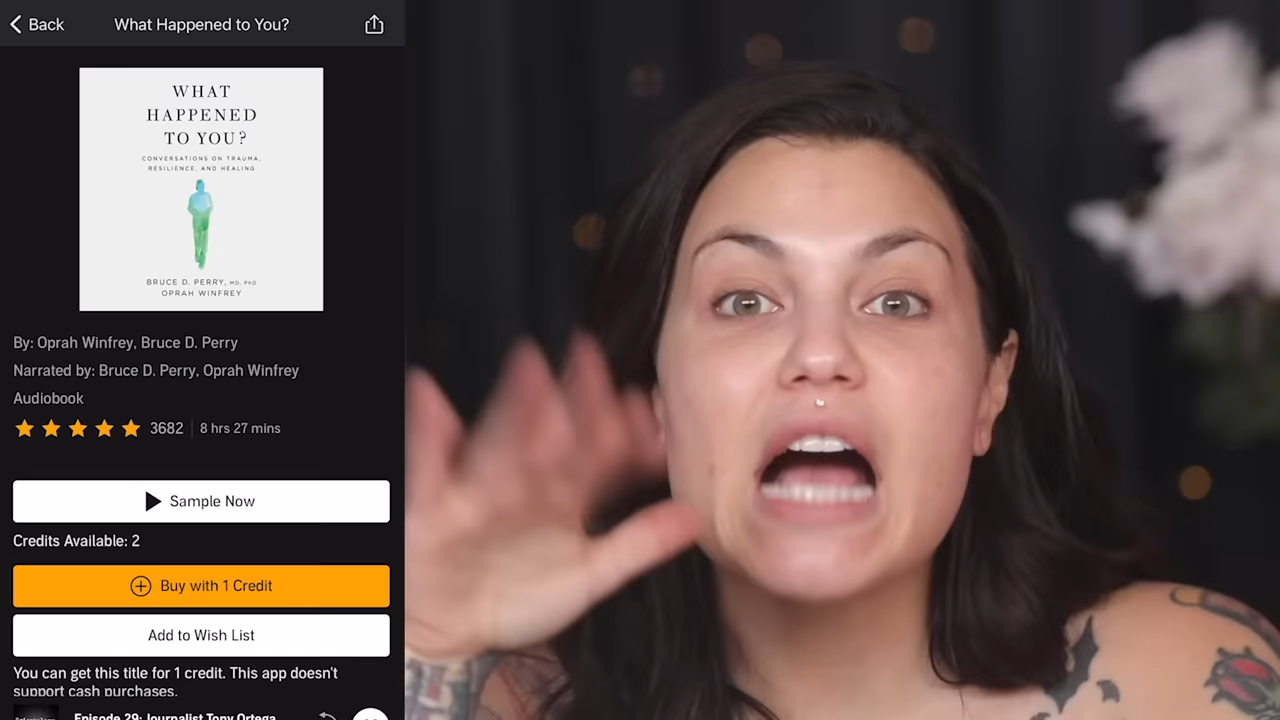 Back
What Happened to You?
WHAT
HAPPENED
TO YOU?
CONVERSATIONS ON TRAUMA,
RESILIENCE, AND HEALING
BRUCE D. PERRY, MD, PhD
OPRAH WINFREY
By: Oprah Winfrey, Bruce D. Perry
Narrated by: Bruce D. Perry, Oprah Winfrey
Audiobook
3682 | 8 hrs 27 mins
Sample Now
Credits Available: 2
Buy with 1 Credit
Add to Wish List
You can get this title for 1 credit. This app doesn't
support cash purchases.
Episode 29: Journalist Tony Ortega